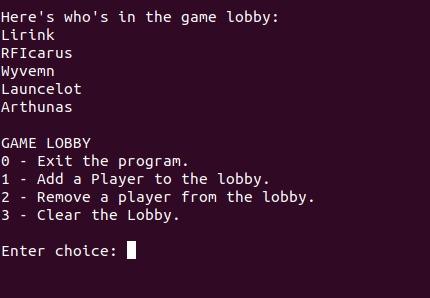 Here's who's in the game lobby:
Lirink
RFIcarus
Wyvemn
Launcelot
Arthunas
GAME LOBBY
0 - Exit the program.
1 - Add a Player to the lobby.
2 - Remove a player from the lobby.
3 - Clear the Lobby.
Enter choice: